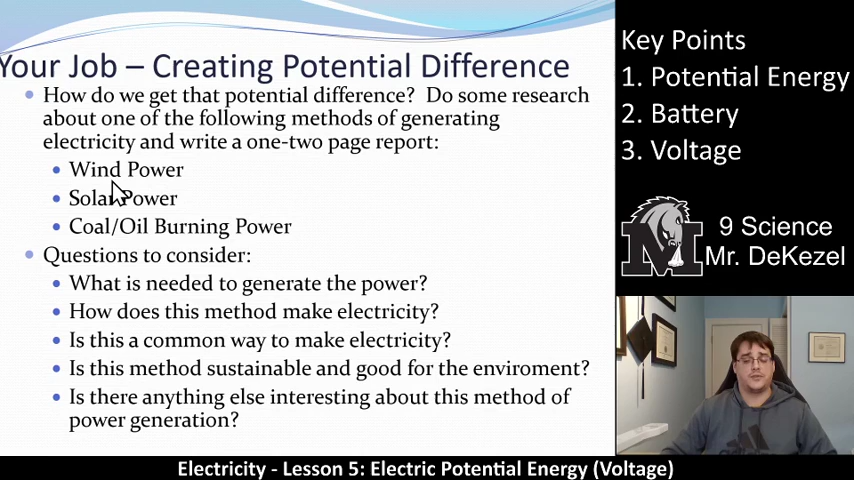 Your Job – Creating Potential Difference
How do we get that potential difference? Do some research
about one of the following methods of generating
electricity and write a one-two page report:
Wind Power
Solar Power
Coal/Oil Burning Power
Questions to consider:
What is needed to generate the power?
How does this method make electricity?
Is this a common way to make electricity?
Is this method sustainable and good for the enviroment?
Is there anything else interesting about this method of
power generation?
Key Points
1. Potential Energy
2. Battery
3. Voltage
M
9 Science
Mr. DeKezel
Electricity - Lesson 5: Electric Potential Energy (Voltage)